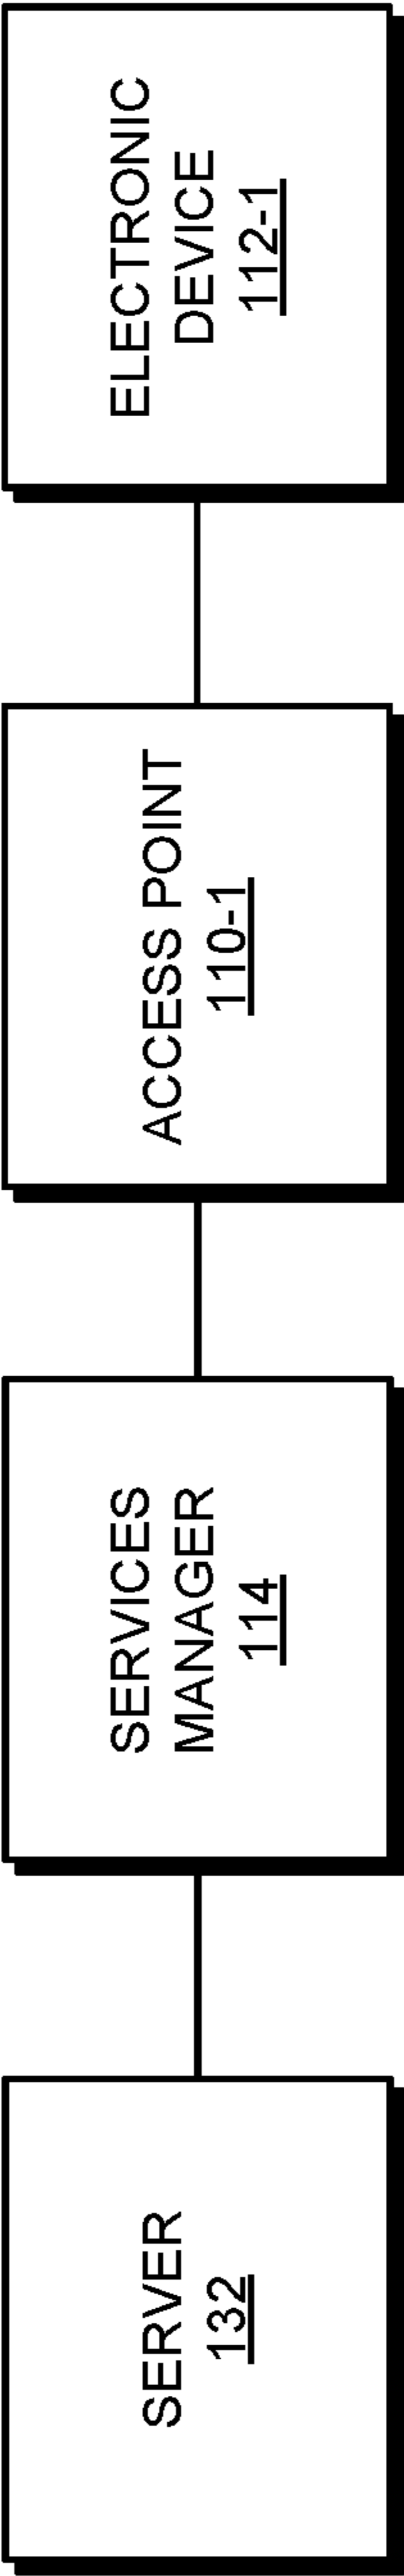 SERVER
132
SERVICES
MANAGER
114
ACCESS POINT
110-1
ELECTRONIC
DEVICE
112-1